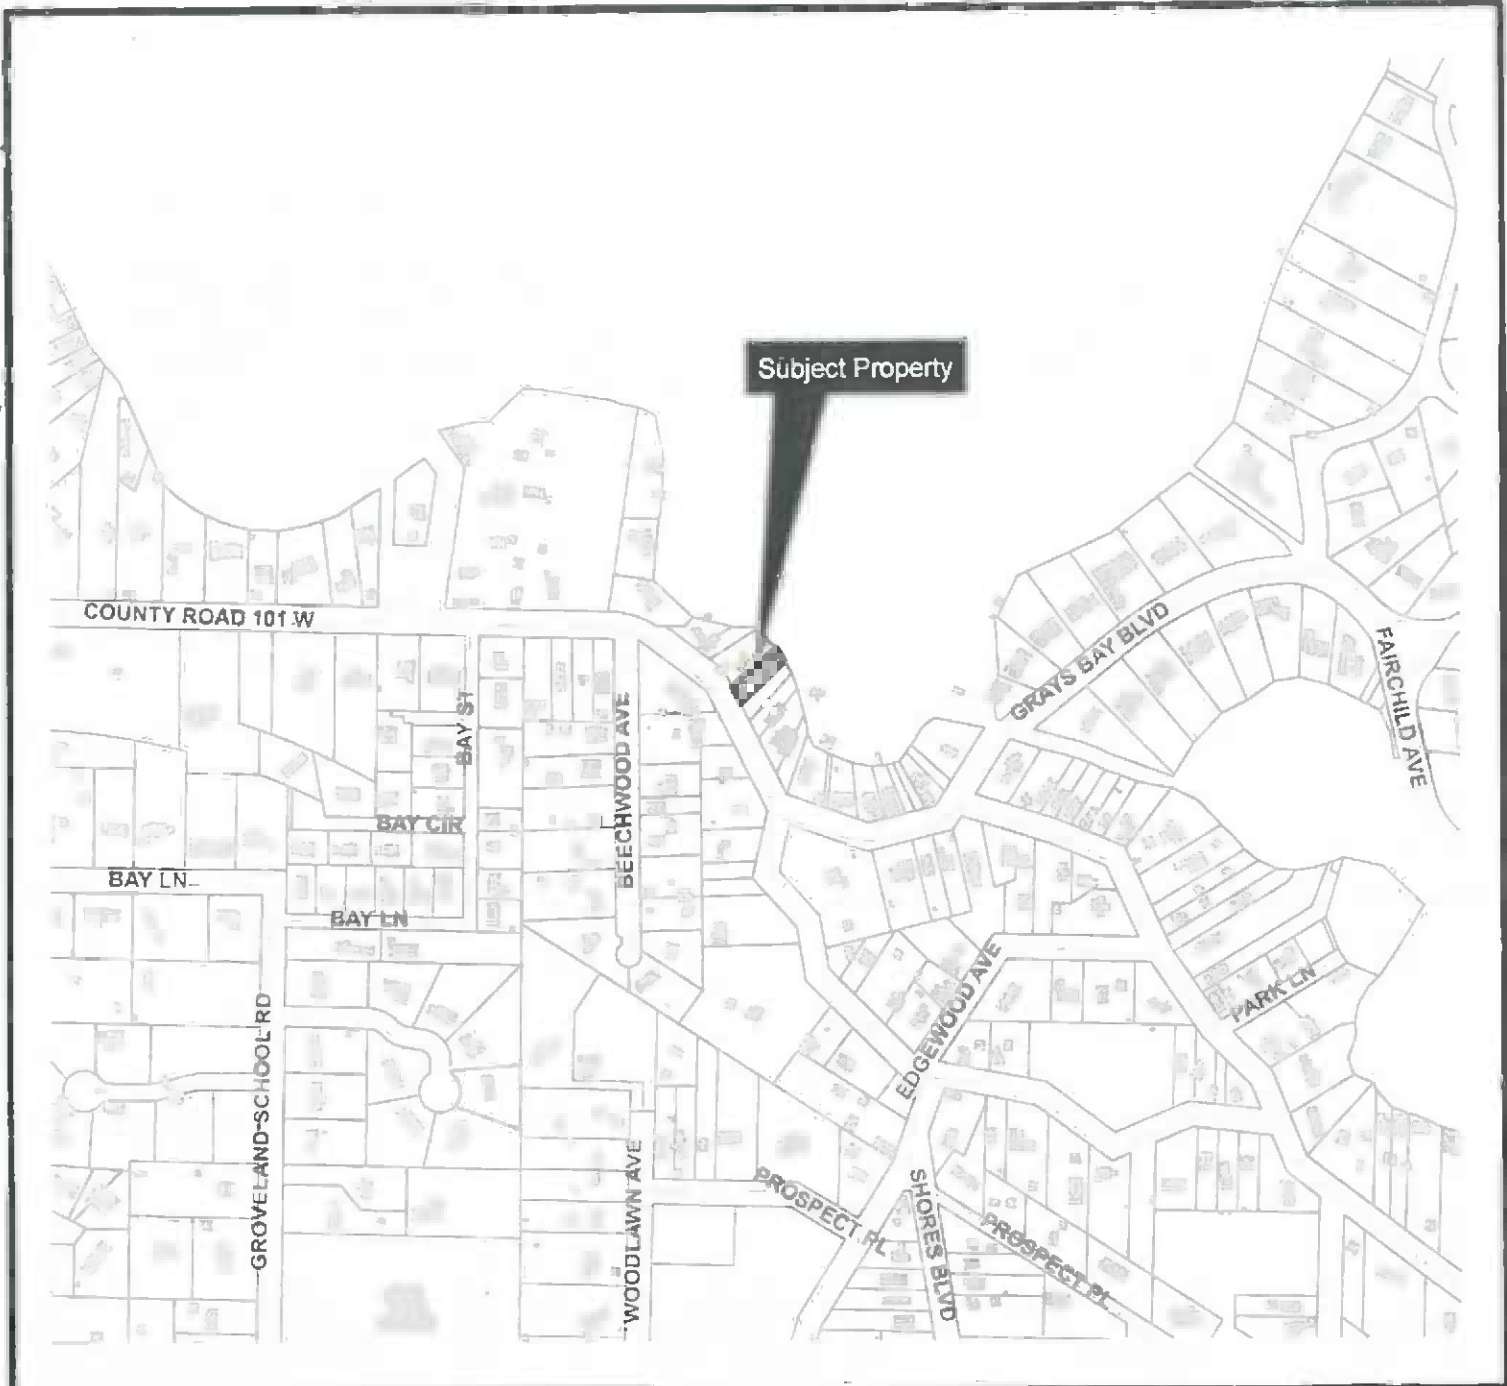 Subject Property
COUNTY ROAD 101 W
GRAYS BAY BLVD
FAIRCHILD AVE
BAY ST
BEECHWOOD AVE
BAY CIR
BAY LN
BAY LN
EDGEWOOD AVE
PARK LN
GROVELAND-SCHOOL RD
WOODLAWN AVE
PROSPECT PL
SHORES BLVD
PROSPECT PL